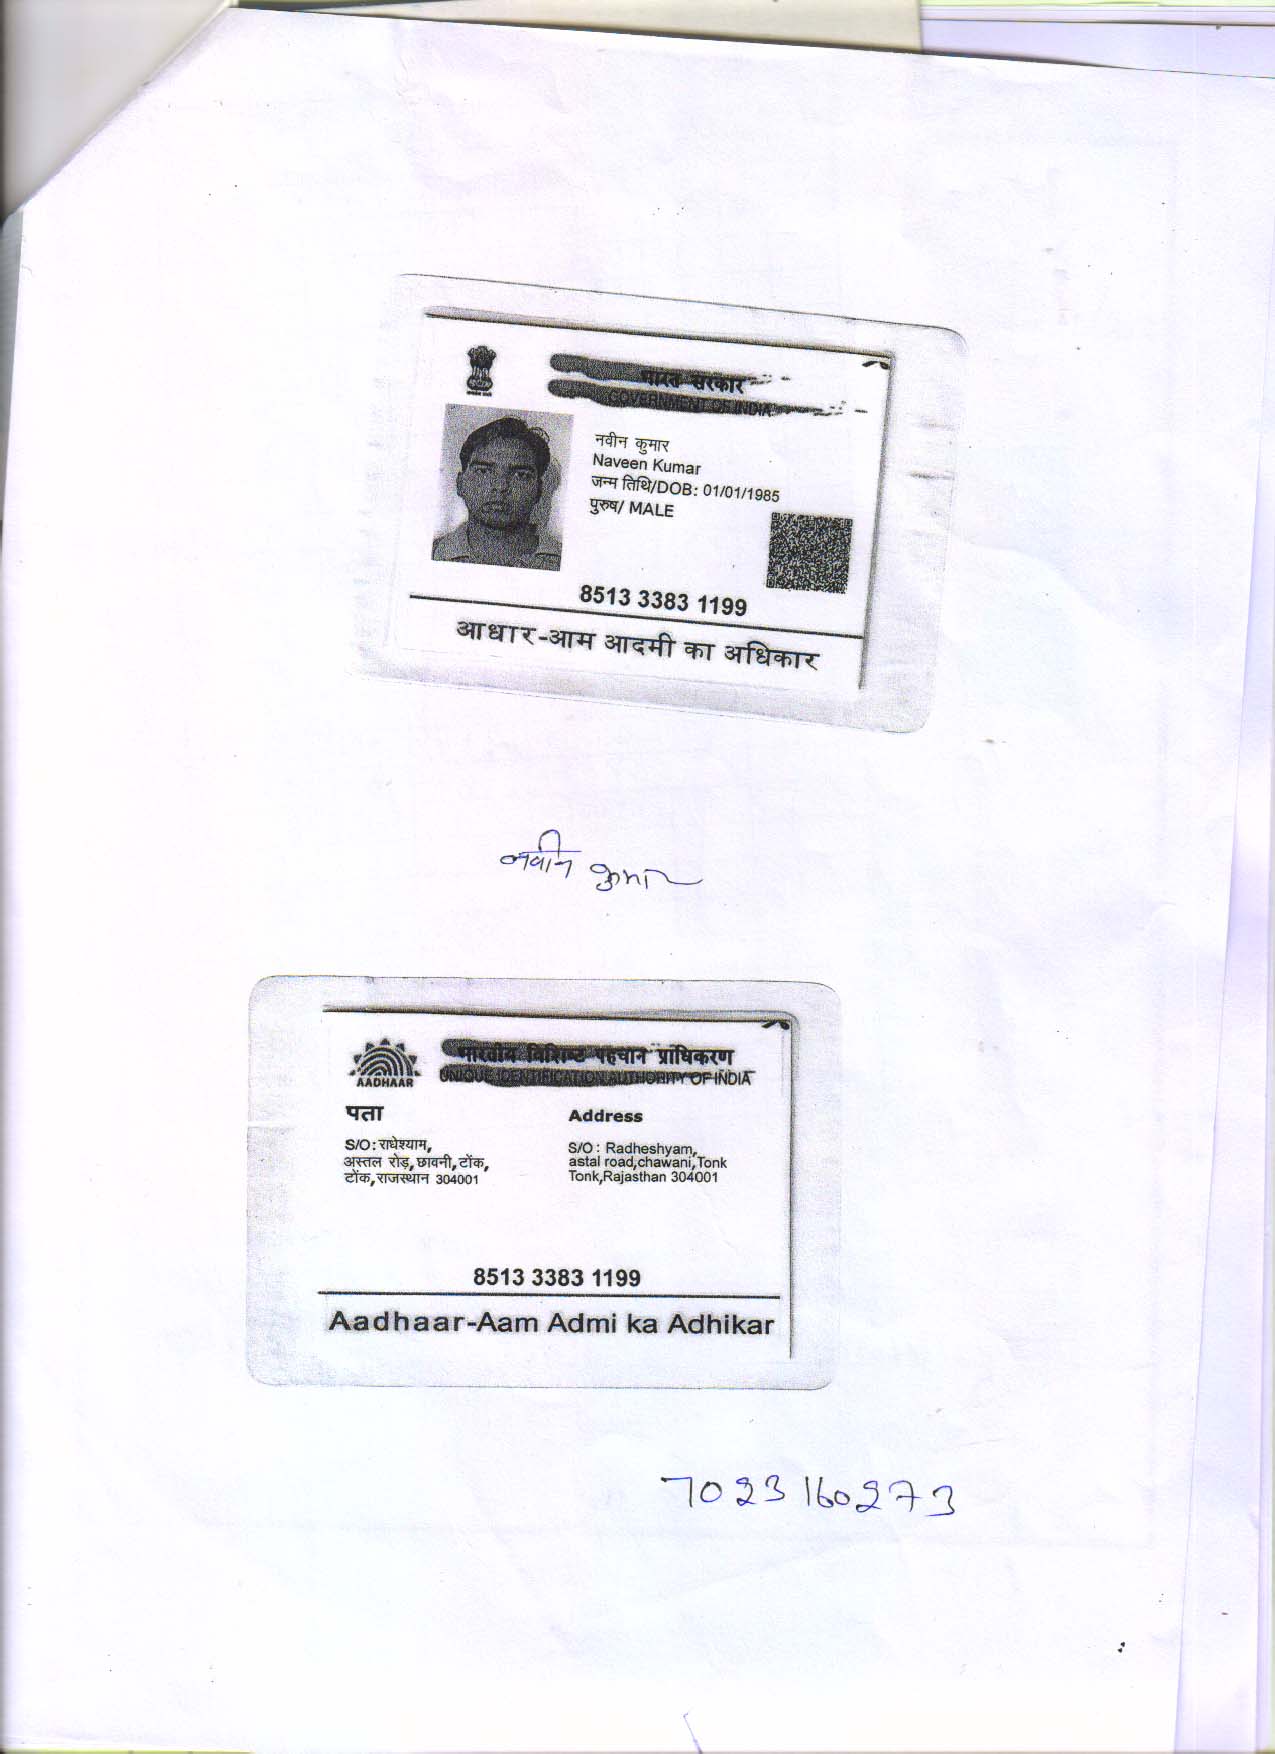 भारत सरकार
GOVERNMENT OF INDIA
नवीन कुमार
Naveen Kumar
जन्म तिथि/DOB: 01/01/1985
पुरुष/ MALE
8513 3383 1199
आधार-आम आदमी का अधिकार
नवीन कुमार
AADHAAR
भारतीय विशिष्ट पहचान प्राधिकरण
UNIQUE IDENTIFICATION AUTHORITY OF INDIA
पता
S/O: राधेश्याम,
अस्तल रोड़, छावनी, टोंक,
टोंक, राजस्थान 304001
Address
S/O : Radheshyam,
astal road,chawani,Tonk
Tonk,Rajasthan 304001
8513 3383 1199
Aadhaar-Aam Admi ka Adhikar
7023160273